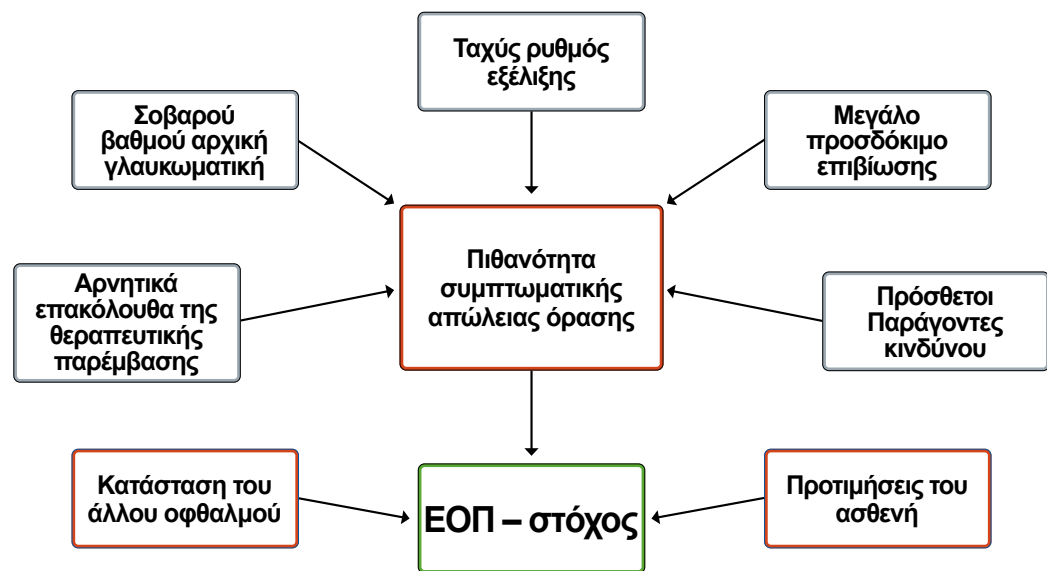 Ταχύς ρυθμός
εξέλιξης
Σοβαρού
βαθμού αρχική
γλαυκωματική
Μεγάλο
προσδόκιμο
επιβίωσης
Πιθανότητα
συμπτωματικής
απώλειας όρασης
Αρνητικά
επακόλουθα της
θεραπευτικής
παρέμβασης
Πρόσθετοι
Παράγοντες
κινδύνου
Κατάσταση του
άλλου οφθαλμού
ΕΟΠ – στόχος
Προτιμήσεις του
ασθενή